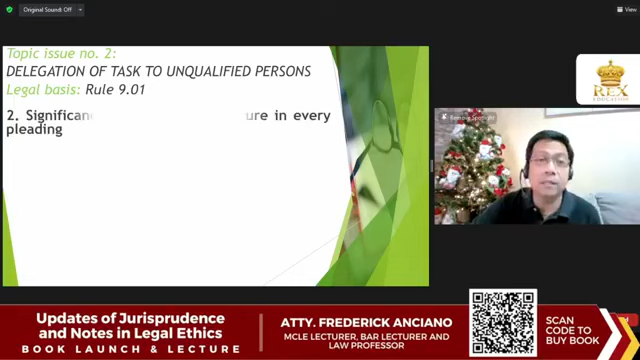 Original Sound: Off
View
Topic issue no. 2:
DELEGATION OF TASK TO UNQUALIFIED PERSONS
Legal basis: Rule 9.01
2. Significan ure in every
pleading
REX
EDUCATION
Remove Spotlight
Updates of Jurisprudence
and Notes in Legal Ethics
BOOK LAUNCH & LECTURE
ATTY. FREDERICK ANCIANO
MCLE LECTURER, BAR LECTURER AND
LAW PROFESSOR
SCAN
CODE TO
BUY BOOK